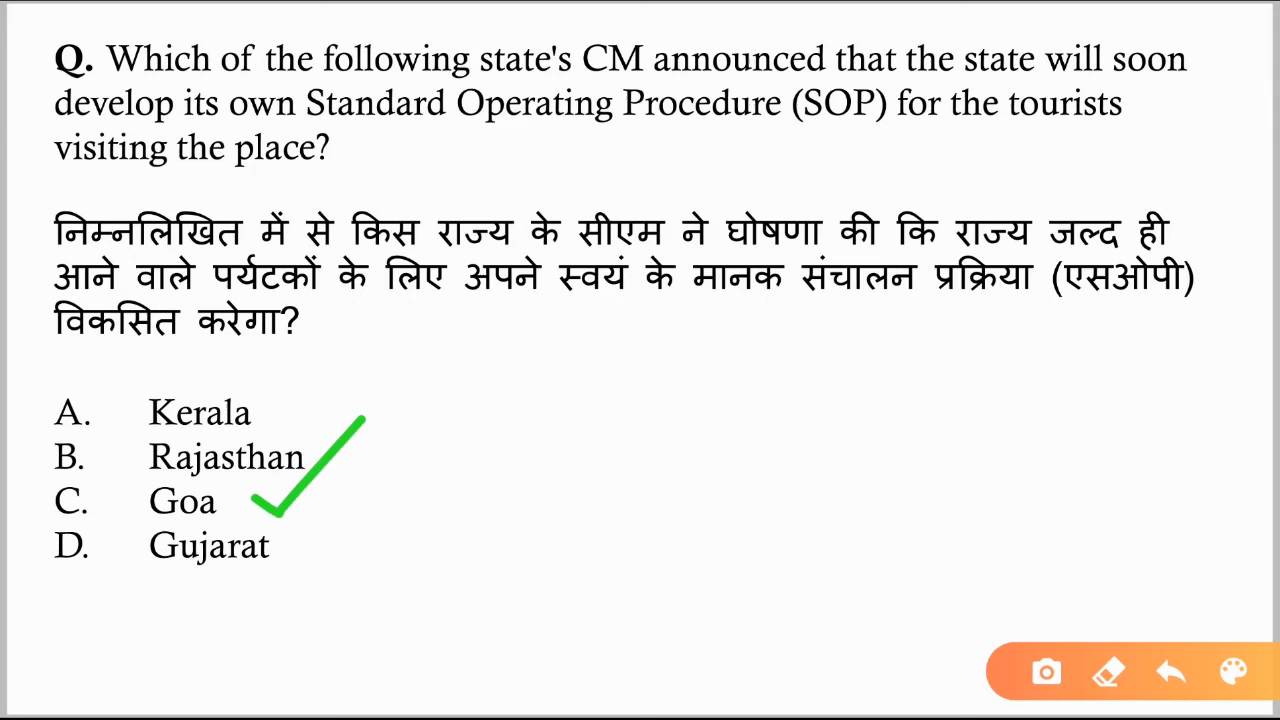 Q. Which of the following state's CM announced that the state will soon
develop its own Standard Operating Procedure (SOP) for the tourists
visiting the place?
निम्नलिखित में से किस राज्य के सीएम ने घोषणा की कि राज्य जल्द ही
आने वाले पर्यटकों के लिए अपने स्वयं के मानक संचालन प्रक्रिया (एसओपी)
विकसित करेगा?
A. Kerala
B. Rajasthan
C. Goa
D. Gujarat